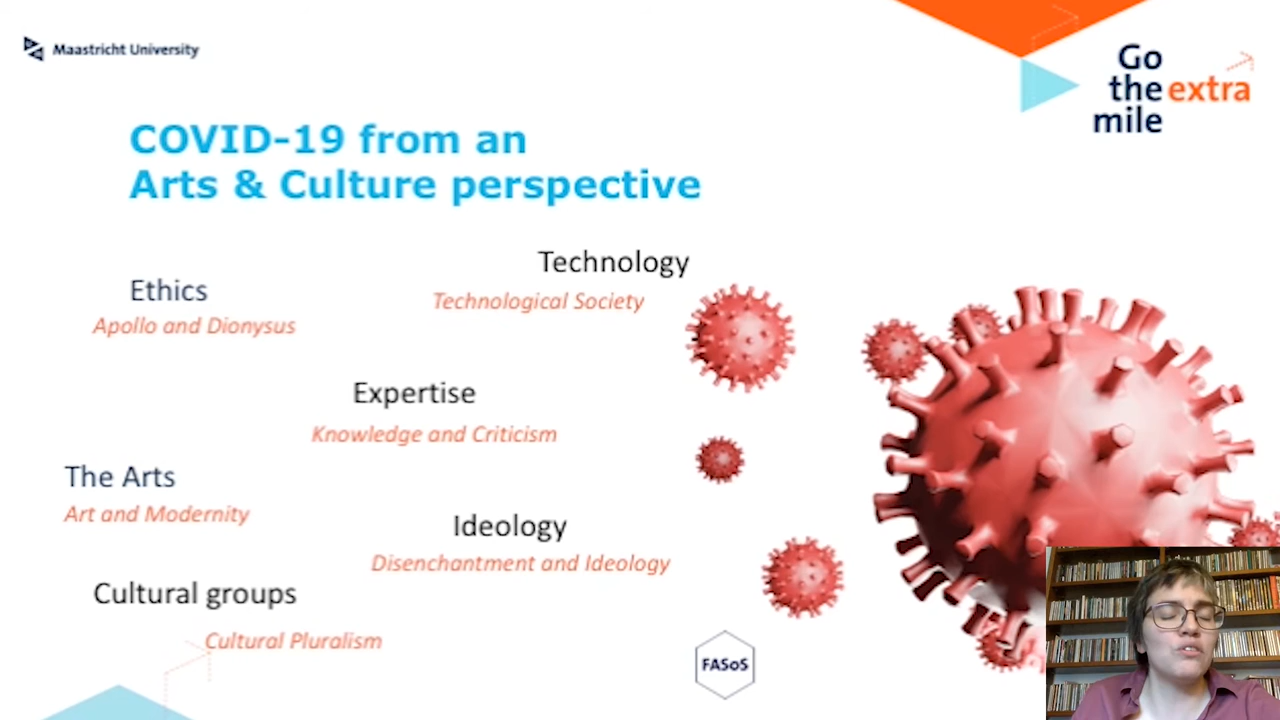 Maastricht University
Go
the extra
mile
COVID-19 from an
Arts & Culture perspective
Technology
Technological Society
Ethics
Apollo and Dionysus
Expertise
Knowledge and Criticism
The Arts
Art and Modernity
Ideology
Disenchantment and Ideology
Cultural groups
Cultural Pluralism
FASoS